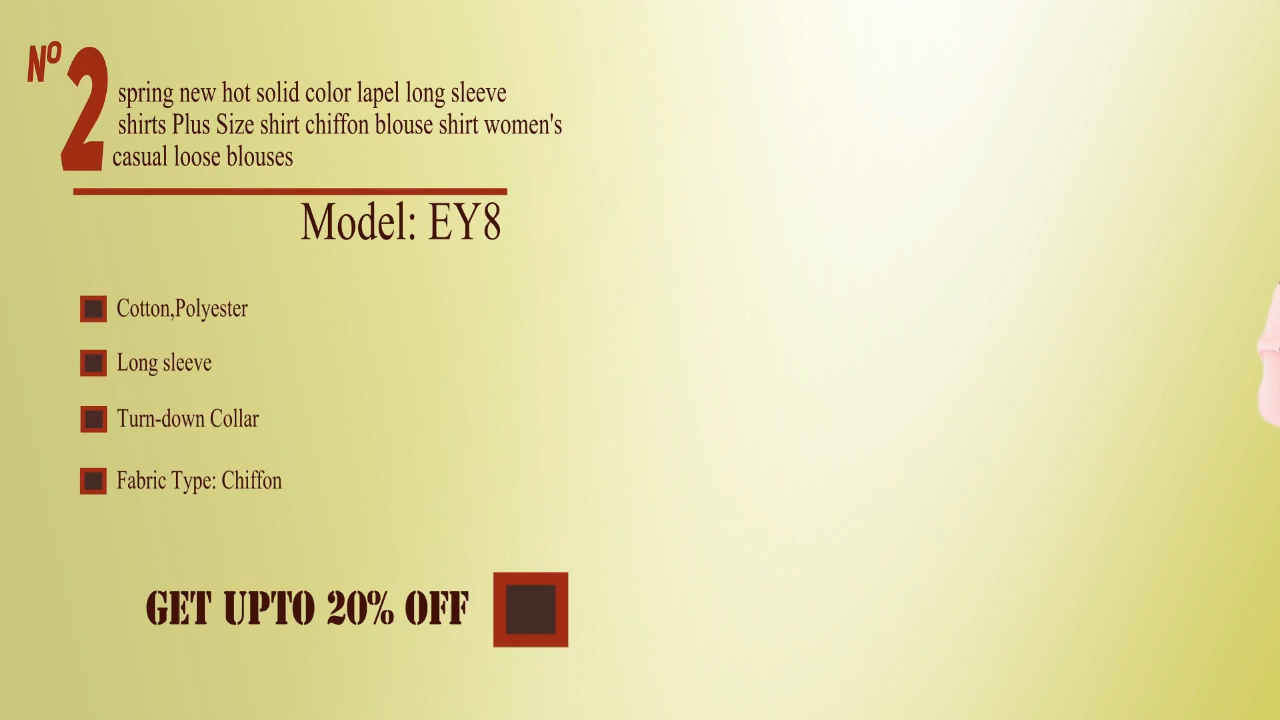 Nº 2
spring new hot solid color lapel long sleeve
shirts Plus Size shirt chiffon blouse shirt women's
casual loose blouses
Model: EY8
Cotton,Polyester
Long sleeve
Turn-down Collar
Fabric Type: Chiffon
GET UPTO 20% OFF